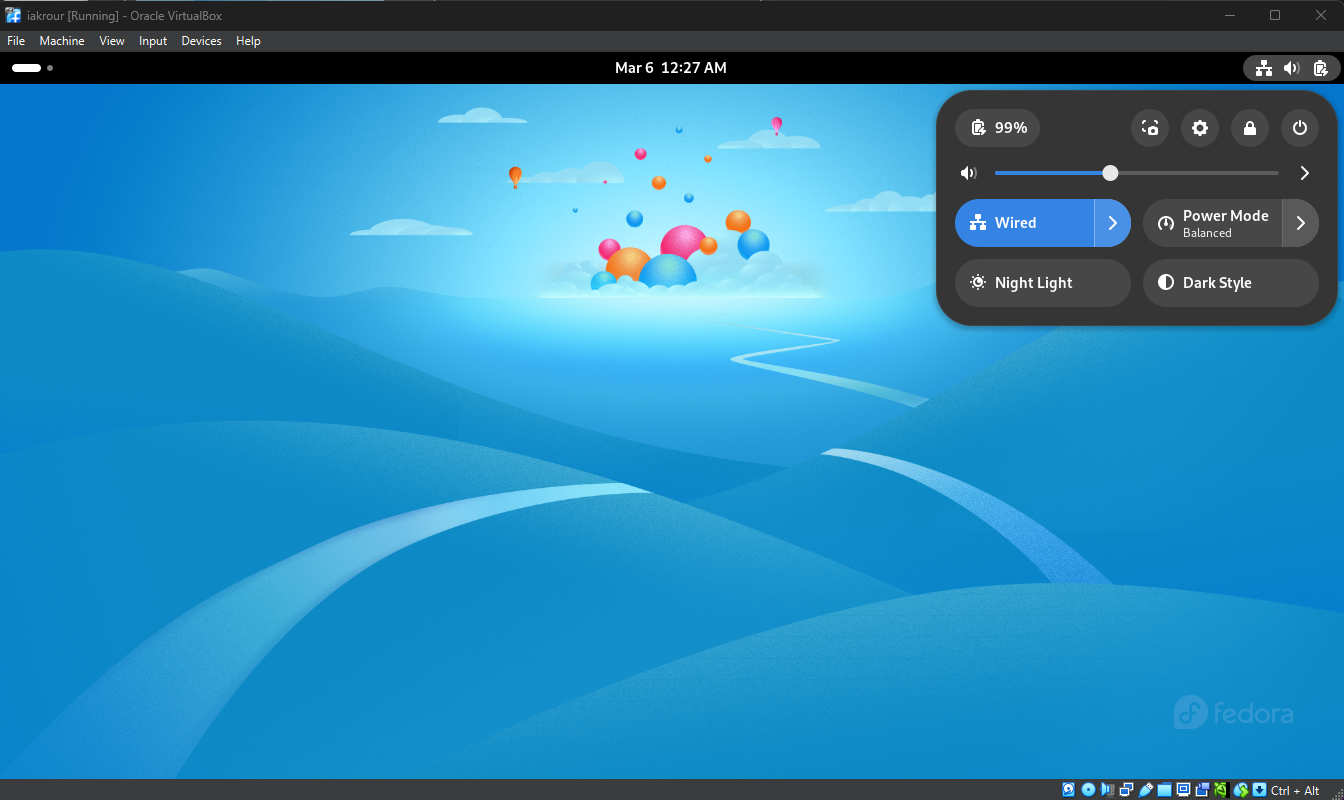 iakrour [Running] - Oracle VirtualBox
File Machine View Input Devices Help
Mar 6 12:27 AM
99%
Wired
Power Mode
Balanced
Night Light
Dark Style
fedora
Ctrl + Alt